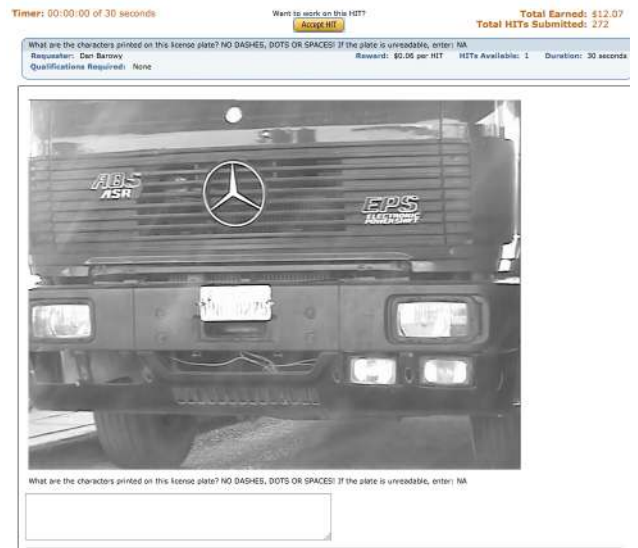 Timer: 00:00:00 of 30 seconds
Want to work on this HIT?
Accept HIT
Total Earned: $12.07
Total HITs Submitted: 272
What are the characters printed on this license plate? NO DASHES, DOTS OR SPACES! If the plate is unreadable, enter: NA
Requester: Dan Barowy
Reward: $0.06 per HIT
HITs Available: 1
Duration: 30 seconds
Qualifications Required: None
ABS
ASR
EPS
ELECTRONIC
POWERSHIFT
What are the characters printed on this license plate? NO DASHES, DOTS OR SPACES! If the plate is unreadable, enter: NA